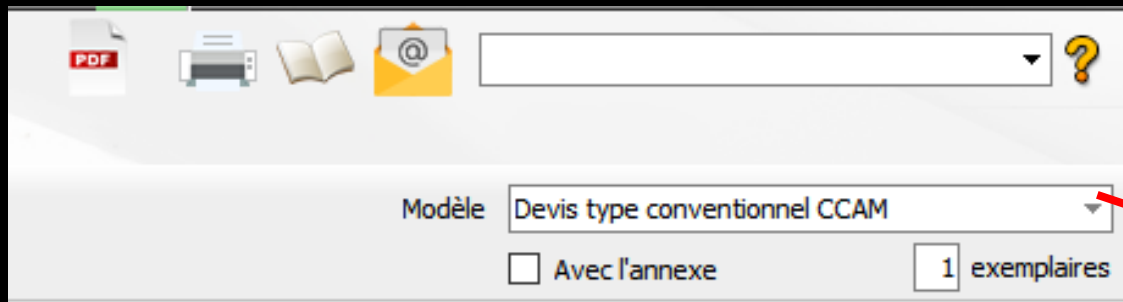 PDF
@
?
Modèle Devis type conventionnel CCAM
Avec l'annexe 1 exemplaires